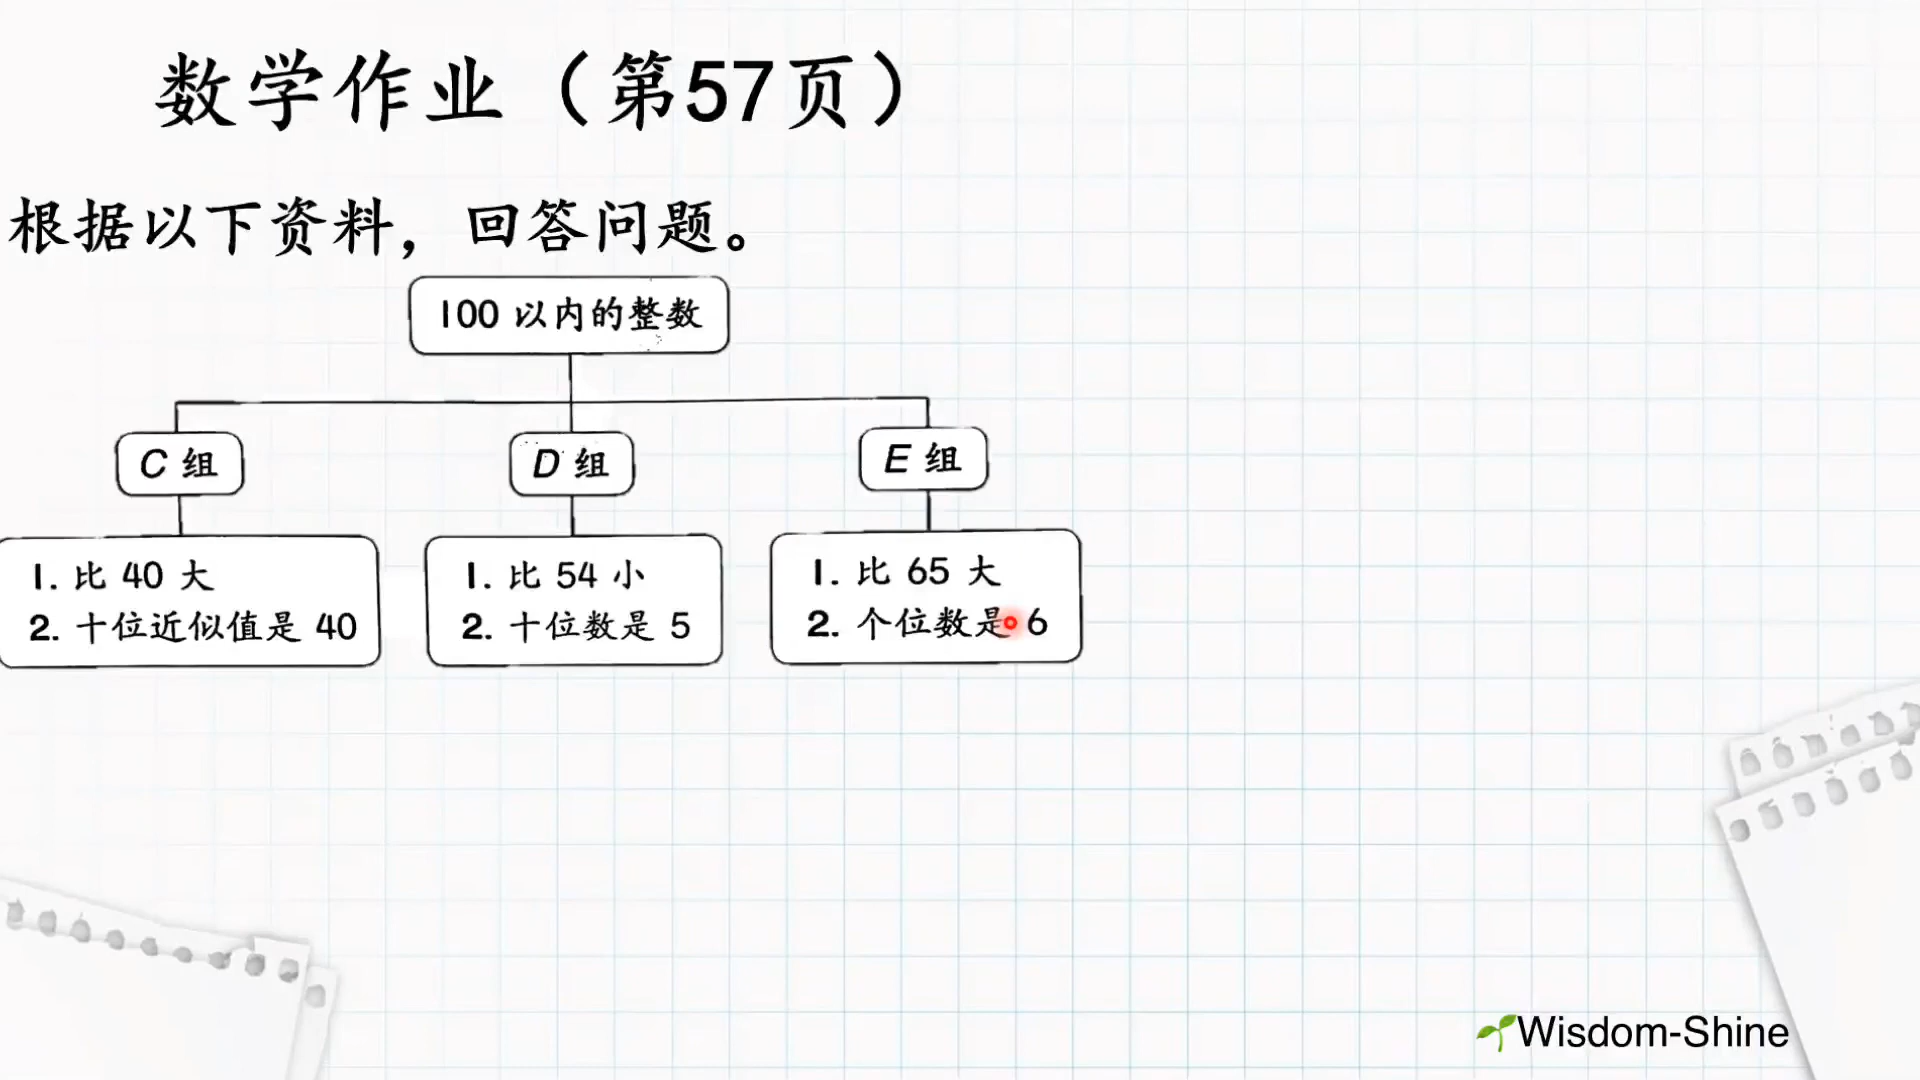 数学作业（第57页）
根据以下资料，回答问题。
100 以内的整数
C 组
D 组
E 组
1. 比 40 大
2. 十位近似值是 40
1. 比 54 小
2. 十位数是 5
1. 比 65 大
2. 个位数是 6
Wisdom-Shine